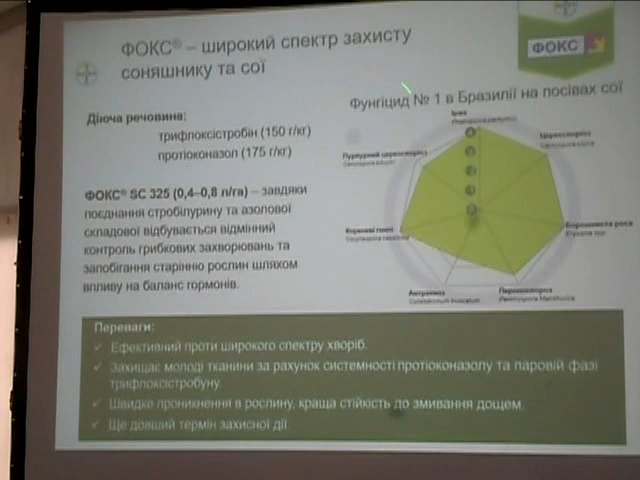 ФОКС® – широкий спектр захисту
соняшнику та сої
ФОКС
Фунгіцид № 1 в Бразилії на посівах сої
Діюча речовина:
трифлоксістробін (150 г/кг)
протіоконазол (175 г/кг)
ФОКС® SC 325 (0,4–0,8 л/га) – завдяки
поєднання стробілурину та азолової
складової відбувається відмінний
контроль грибкових захворювань та
запобігання старінню рослин шляхом
впливу на баланс гормонів.
Іржа
Церкоспороз
Пурпурний церкоспороз
Борошниста роса
Кореневі гнилі
Антракноз
Пероноспороз
Переваги:
✓ Ефективний проти широкого спектру хворіб.
✓ Захищає молоді тканини за рахунок системності протіоконазолу та паровій фазі
трифлоксістробуну.
✓ Швидке проникнення в рослину, краща стійкість до змивання дощем.
✓ Ще довший термін захисної дії.